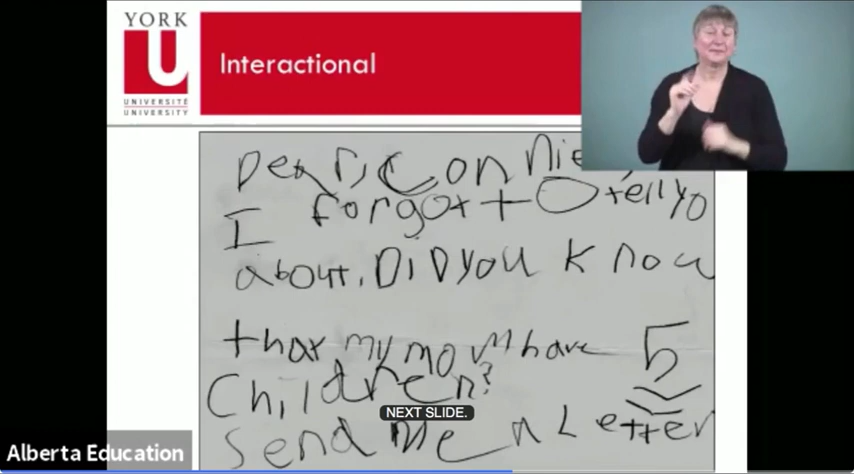 YORK
U
UNIVERSITÉ
UNIVERSITY
Interactional
Dear, Connie
I forgot to tell yo
about. Did you know
that my mom have 5
Children?
NEXT SLIDE.
Send me a Letter
Alberta Education